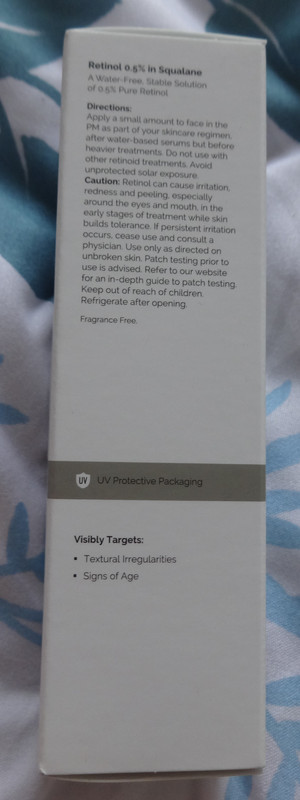 Retinol 0.5% in Squalane
A Water-Free, Stable Solution
of 0.5% Pure Retinol
Directions:
Apply a small amount to face in the
PM as part of your skincare regimen,
after water-based serums but before
heavier treatments. Do not use with
other retinoid treatments. Avoid
unprotected solar exposure.
Caution: Retinol can cause irritation,
redness and peeling, especially
around the eyes and mouth, in the
early stages of treatment while skin
builds tolerance. If persistent irritation
occurs, cease use and consult a
physician. Use only as directed on
unbroken skin. Patch testing prior to
use is advised. Refer to our website
for an in-depth guide to patch testing.
Keep out of reach of children.
Refrigerate after opening.
Fragrance Free.
UV UV Protective Packaging
Visibly Targets:
• Textural Irregularities
• Signs of Age